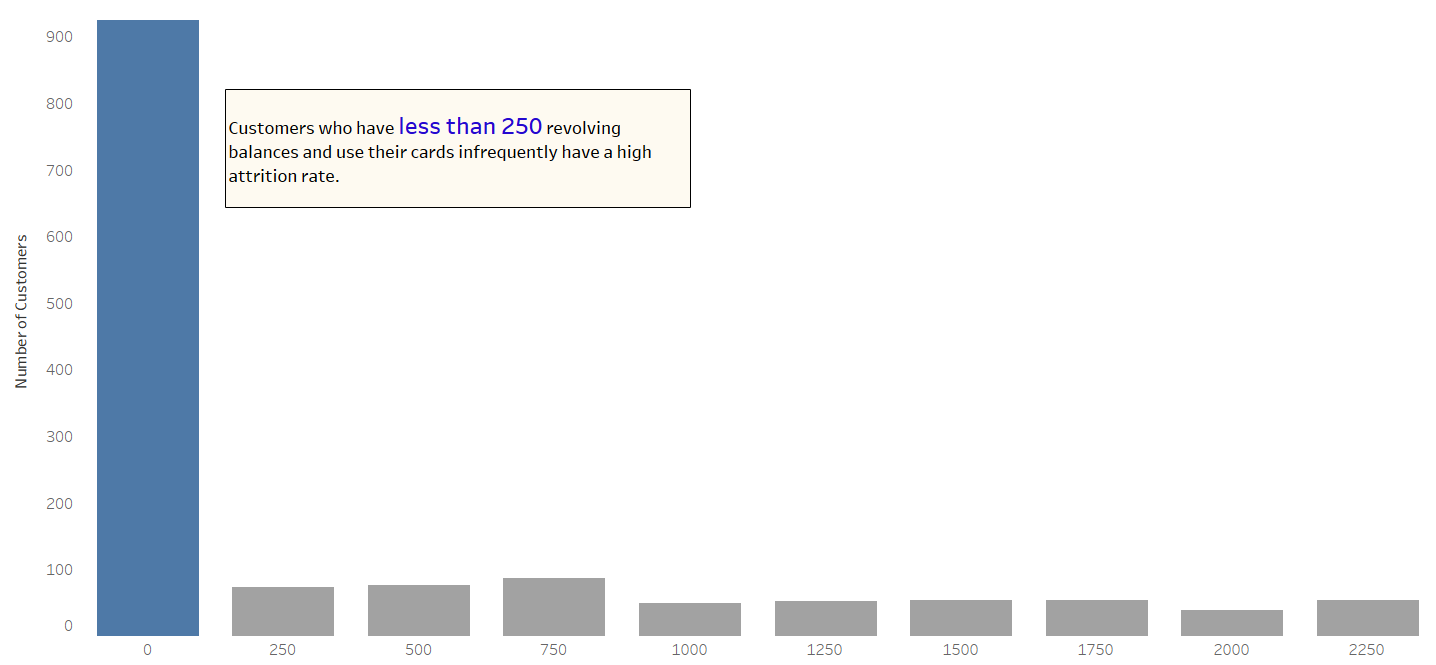 900
800
700
600
500
400
300
200
100
0
Number of Customers
Customers who have less than 250 revolving
balances and use their cards infrequently have a high
attrition rate.
0 250 500 750 1000 1250 1500 1750 2000 2250